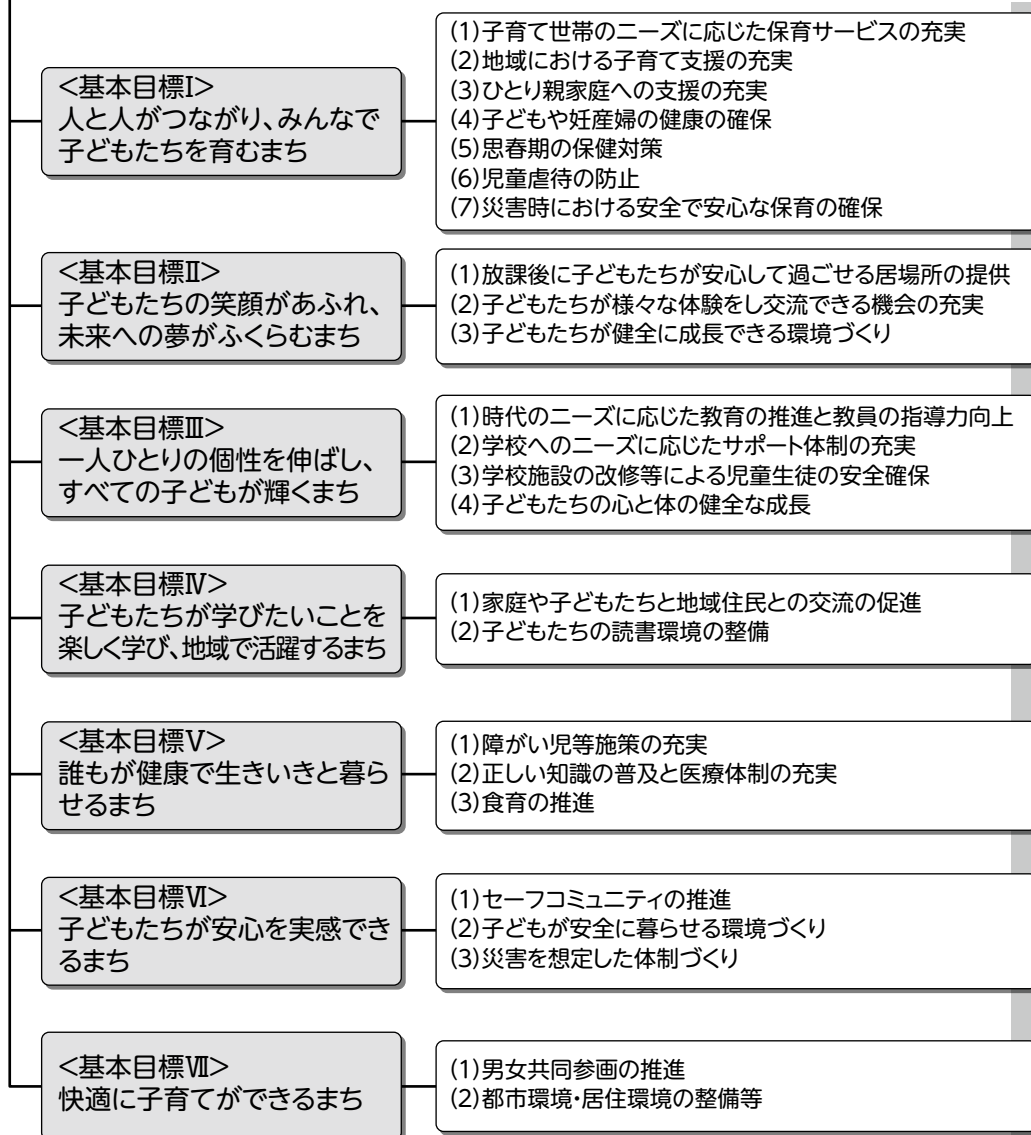 <基本目標Ⅰ>
人と人がつながり、みんなで
子どもたちを育むまち
(1)子育て世帯のニーズに応じた保育サービスの充実
(2)地域における子育て支援の充実
(3)ひとり親家庭への支援の充実
(4)子どもや妊産婦の健康の確保
(5)思春期の保健対策
(6)児童虐待の防止
(7)災害時における安全で安心な保育の確保
<基本目標Ⅱ>
子どもたちの笑顔があふれ、
未来への夢がふくらむまち
(1)放課後に子どもたちが安心して過ごせる居場所の提供
(2)子どもたちが様々な体験をし交流できる機会の充実
(3)子どもたちが健全に成長できる環境づくり
<基本目標Ⅲ>
一人ひとりの個性を伸ばし、
すべての子どもが輝くまち
(1)時代のニーズに応じた教育の推進と教員の指導力向上
(2)学校へのニーズに応じたサポート体制の充実
(3)学校施設の改修等による児童生徒の安全確保
(4)子どもたちの心と体の健全な成長
<基本目標Ⅳ>
子どもたちが学びたいことを
楽しく学び、地域で活躍するまち
(1)家庭や子どもたちと地域住民との交流の促進
(2)子どもたちの読書環境の整備
<基本目標Ⅴ>
誰もが健康で生きいきと暮ら
せるまち
(1)障がい児等施策の充実
(2)正しい知識の普及と医療体制の充実
(3)食育の推進
<基本目標Ⅵ>
子どもたちが安心を実感でき
るまち
(1)セーフコミュニティの推進
(2)子どもが安全に暮らせる環境づくり
(3)災害を想定した体制づくり
<基本目標Ⅶ>
快適に子育てができるまち
(1)男女共同参画の推進
(2)都市環境・居住環境の整備等